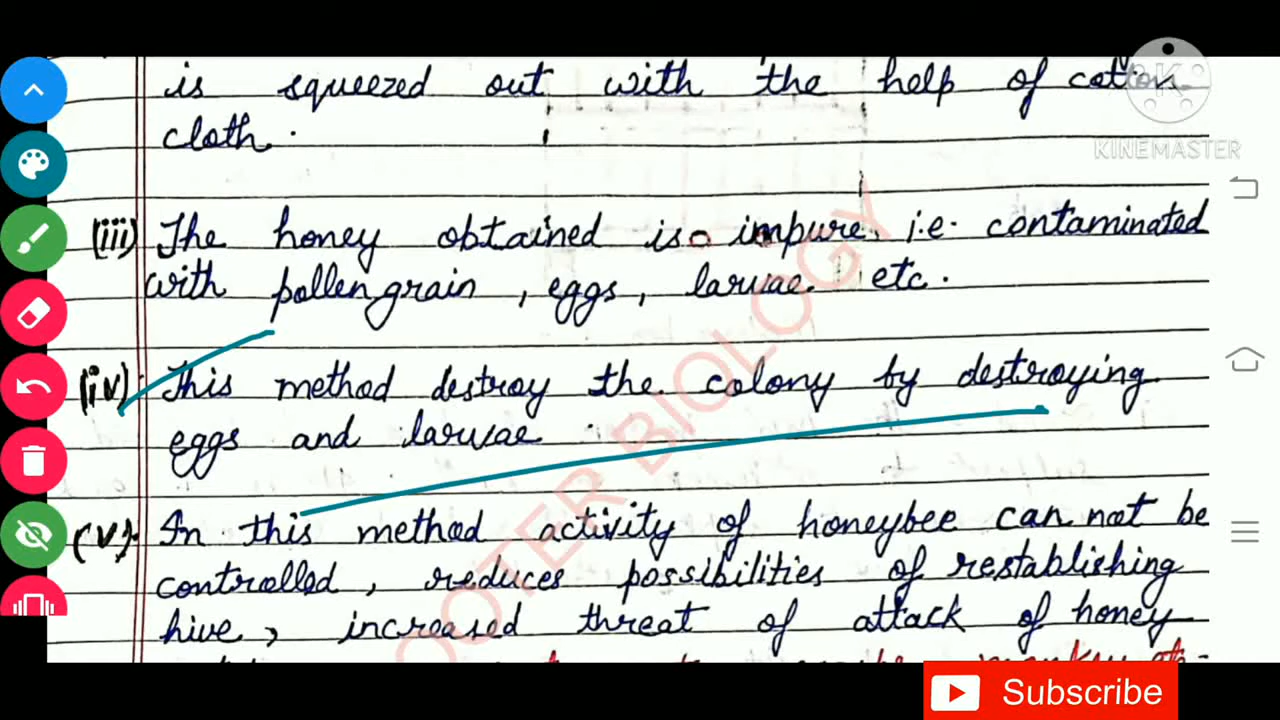 is squeezed out with the help of cotton
cloth.
KINEMASTER
(iii) The honey obtained is impure. i.e. contaminated
with pollengrain, eggs, larvae. etc.
(iv) This method destroy the colony by destroying
eggs and larvae
(v). In this method activity of honeybee can not be
controlled, reduces possibilities of restablishing
hive, increased threat of attack of honey
OOTER BIOLOGY
Subscribe